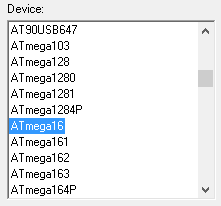 Device:
AT90USB647
ATmega103
ATmega128
ATmega1280
ATmega1281
ATmega1284P
ATmega16
ATmega161
ATmega162
ATmega163
ATmega164P